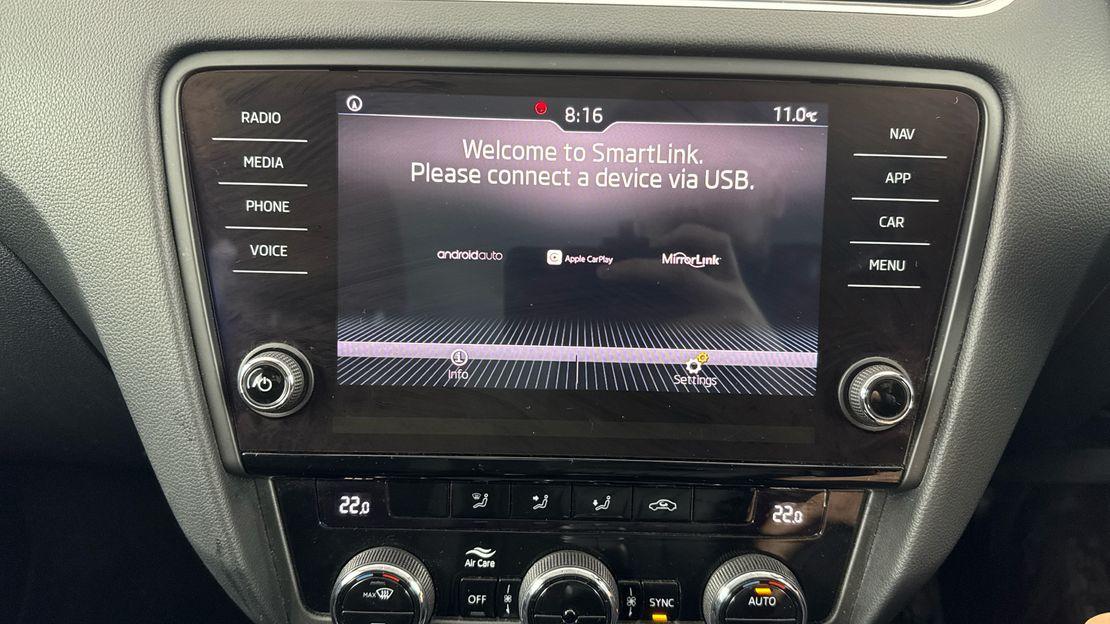 8:16
11.0°C
RADIO
MEDIA
PHONE
VOICE
Welcome to SmartLink.
Please connect a device via USB.
androidauto
Apple CarPlay
MirrorLink
Info
Settings
NAV
APP
CAR
MENU
22.0
22.0
Air Care
MAX
OFF
SYNC
AUTO